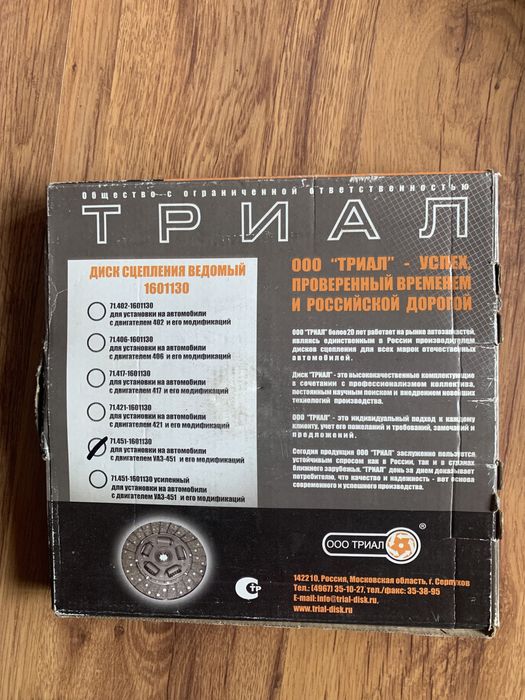 Общество с ограниченной ответственностью
ТРИАЛ
ДИСК СЦЕПЛЕНИЯ ВЕДОМЫЙ
1601130
71.402-1601130
для установки на автомобили
с двигателем 402 и его модификаций
71.406-1601130
для установки на автомобили
с двигателем 406 и его модификаций
71.417-1601130
для установки на автомобили
с двигателем 417 и его модификаций
71.421-1601130
для установки на автомобили
с двигателем 421 и его модификаций
71.451-1601130
для установки на автомобили
с двигателем УАЗ-451 и его модификаций
71.451-1601130 усиленный
для установки на автомобили
с двигателем УАЗ-451 и его модификаций
ООО "ТРИАЛ" - УСПЕХ,
ПРОВЕРЕННЫЙ ВРЕМЕНЕМ
И РОССИЙСКОЙ ДОРОГОЙ
ООО "ТРИАЛ" более20 лет работает на рынке автозапчастей,
являясь единственным в России производителем
дисков сцепления для всех марок отечественных
автомобилей.
Диск "ТРИАЛ" - это высококачественные комплектующие
в сочетании с профессионализмом коллектива,
постоянным научным поиском и внедрением новейших
технологий производства.
ООО "ТРИАЛ" - это индивидуальный подход к каждому
клиенту, учет его пожеланий и требований, замечаний и
предложений.
Сегодня продукция ООО "ТРИАЛ" заслуженно пользуется
устойчивым спросом как в России, так и в странах
ближнего зарубежья. "ТРИАЛ" день за днем доказывает
потребителю, что качество и надежность - вот основа
современного и успешного производства.
ООО ТРИАЛ
®
СТР
142210, Россия, Московская область, г. Серпухов
Тел.: (4967) 35-10-27, тел./факс: 35-38-95
E-mail: info@trial-disk.ru,
www.trial-disk.ru